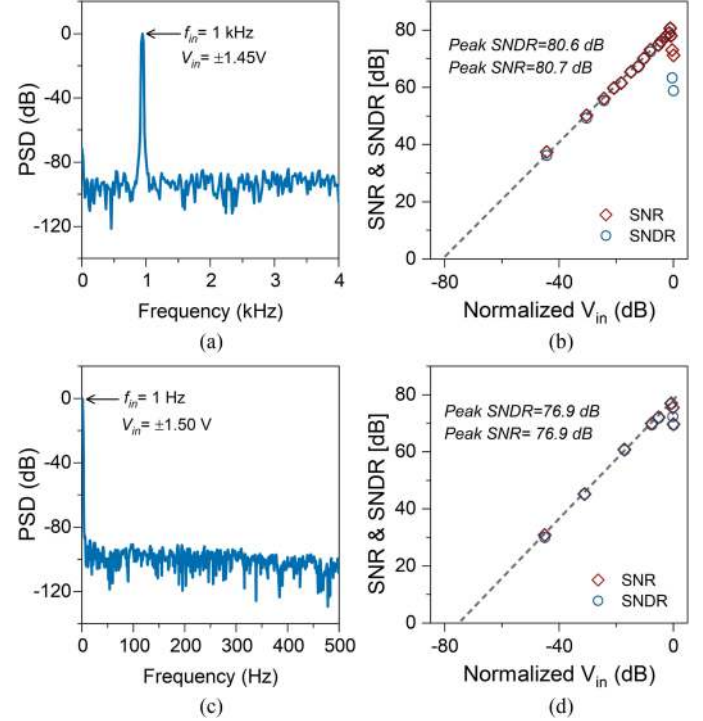 0
-40
-80
-120
PSD (dB)
f_in= 1 kHz
V_in= ±1.45V
0
1
2
3
4
Frequency (kHz)
(a)
80
60
40
20
0
SNR & SNDR [dB]
Peak SNDR=80.6 dB
Peak SNR=80.7 dB
SNR
SNDR
-80
-40
0
Normalized V_in (dB)
(b)
0
-40
-80
-120
PSD (dB)
f_in= 1 Hz
V_in= ±1.50 V
0
100
200
300
400
500
Frequency (Hz)
(c)
80
60
40
20
0
SNR & SNDR [dB]
Peak SNDR=76.9 dB
Peak SNR= 76.9 dB
SNR
SNDR
-80
-40
0
Normalized V_in (dB)
(d)